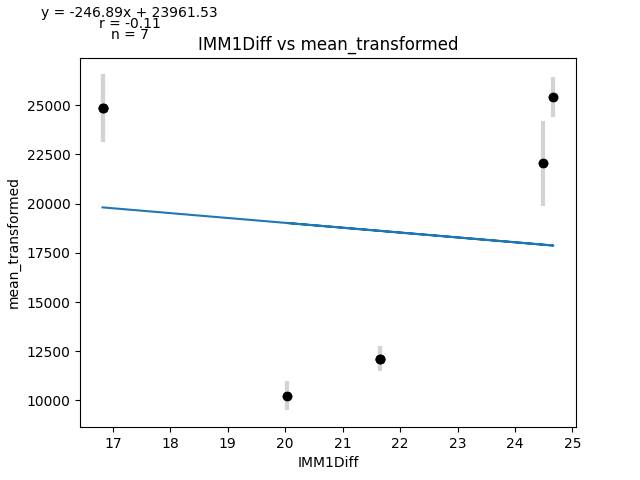 y = -246.89x + 23961.53
r = -0.11
n = 7
IMM1Diff vs mean_transformed
25000
22500
20000
17500
15000
12500
10000
mean_transformed
17 18 19 20 21 22 23 24 25
IMM1Diff